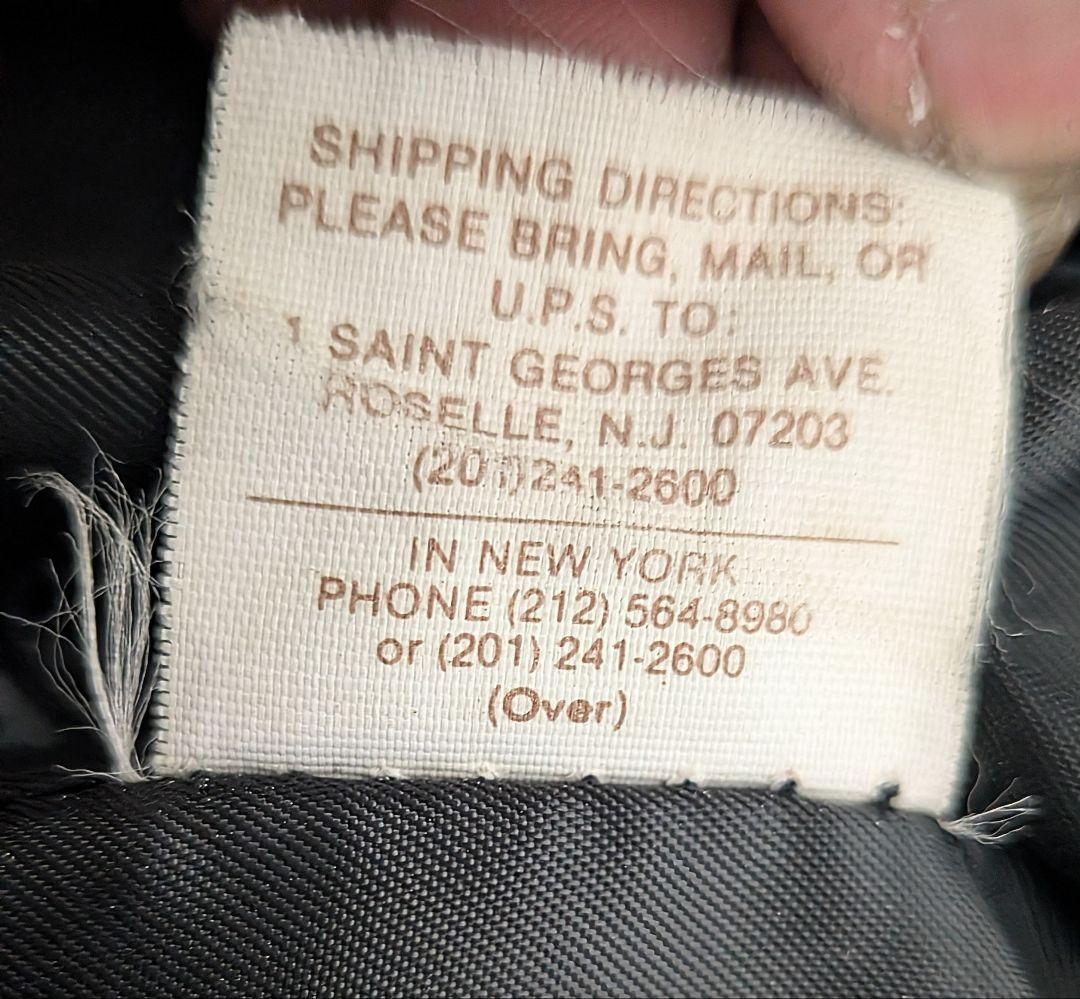 SHIPPING DIRECTIONS:
PLEASE BRING, MAIL, OR
U.P.S. TO:
1 SAINT GEORGES AVE.
ROSELLE, N.J. 07203
(201)241-2600
IN NEW YORK
PHONE (212) 564-8980
or (201) 241-2600
(Over)